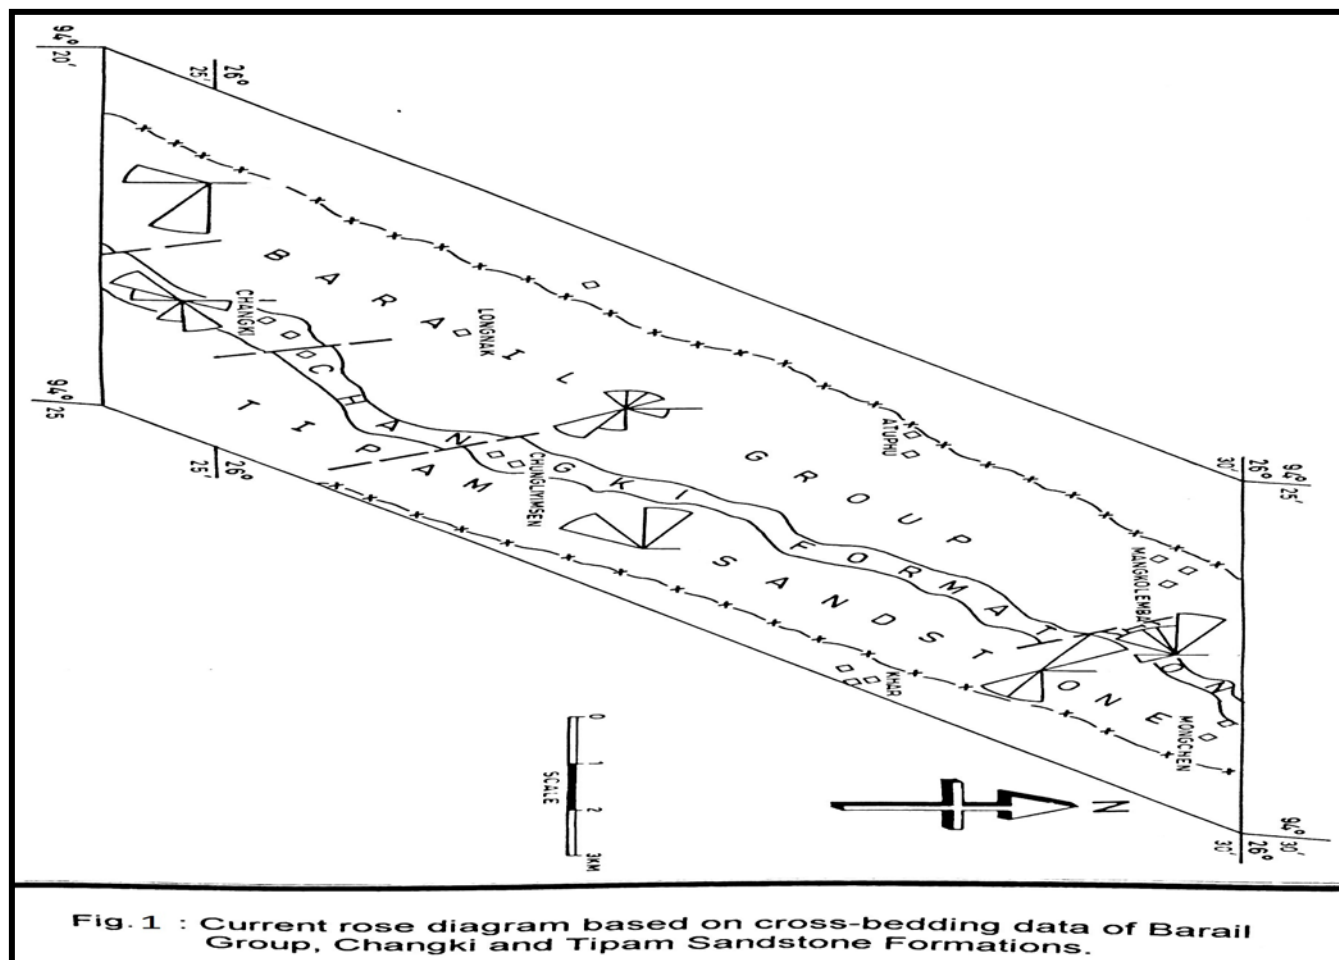 94°
20'
26°
25'
BARAIL GROUP
LONGNAK
CHANGKI
CHANGKI FORMATION
TIPAM SANDSTONE
CHUNGLIYIMSEN
ATUPHU
MANGKOLEMBA
KHAR
MONGCHEN
94°
25
26°
25'
26°
30'
94°
25'
94°
30'
26°
30'
N
0 1 2 3KM
SCALE
Fig. 1 : Current rose diagram based on cross-bedding data of Barail
Group, Changki and Tipam Sandstone Formations.